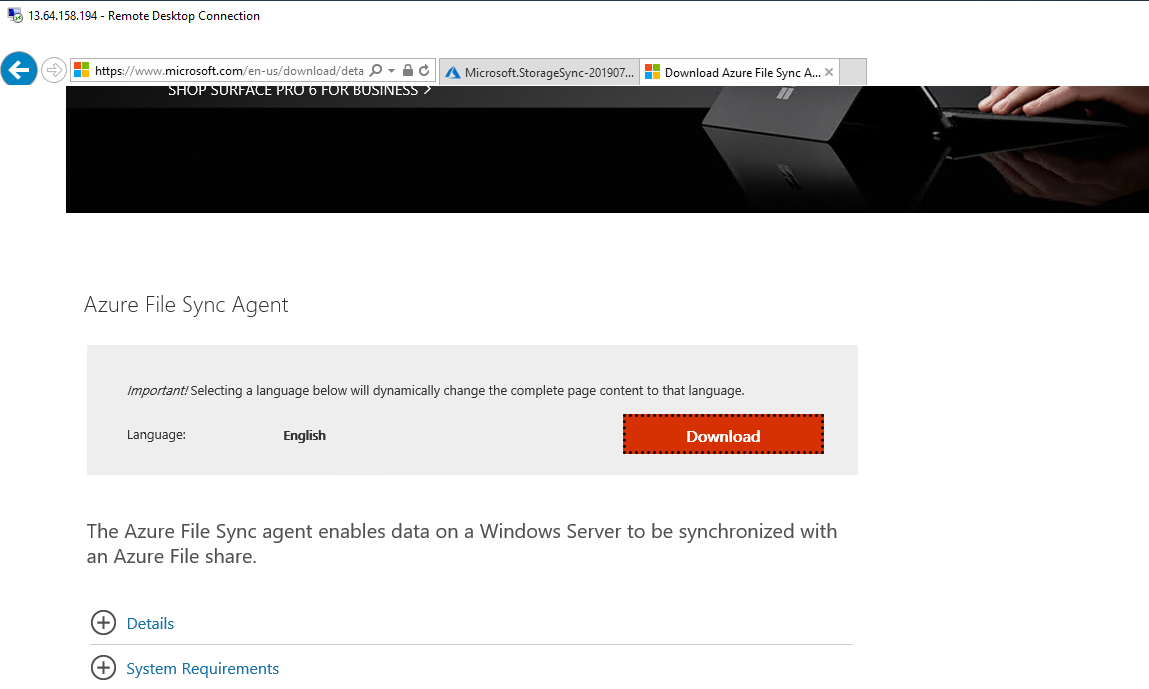 13.64.158.194 - Remote Desktop Connection
https://www.microsoft.com/en-us/download/deta
Microsoft.StorageSync-201907...
Download Azure File Sync A...
SHOP SURFACE PRO 6 FOR BUSINESS >
Azure File Sync Agent
Important! Selecting a language below will dynamically change the complete page content to that language.
Language: English Download
The Azure File Sync agent enables data on a Windows Server to be synchronized with
an Azure File share.
Details
System Requirements